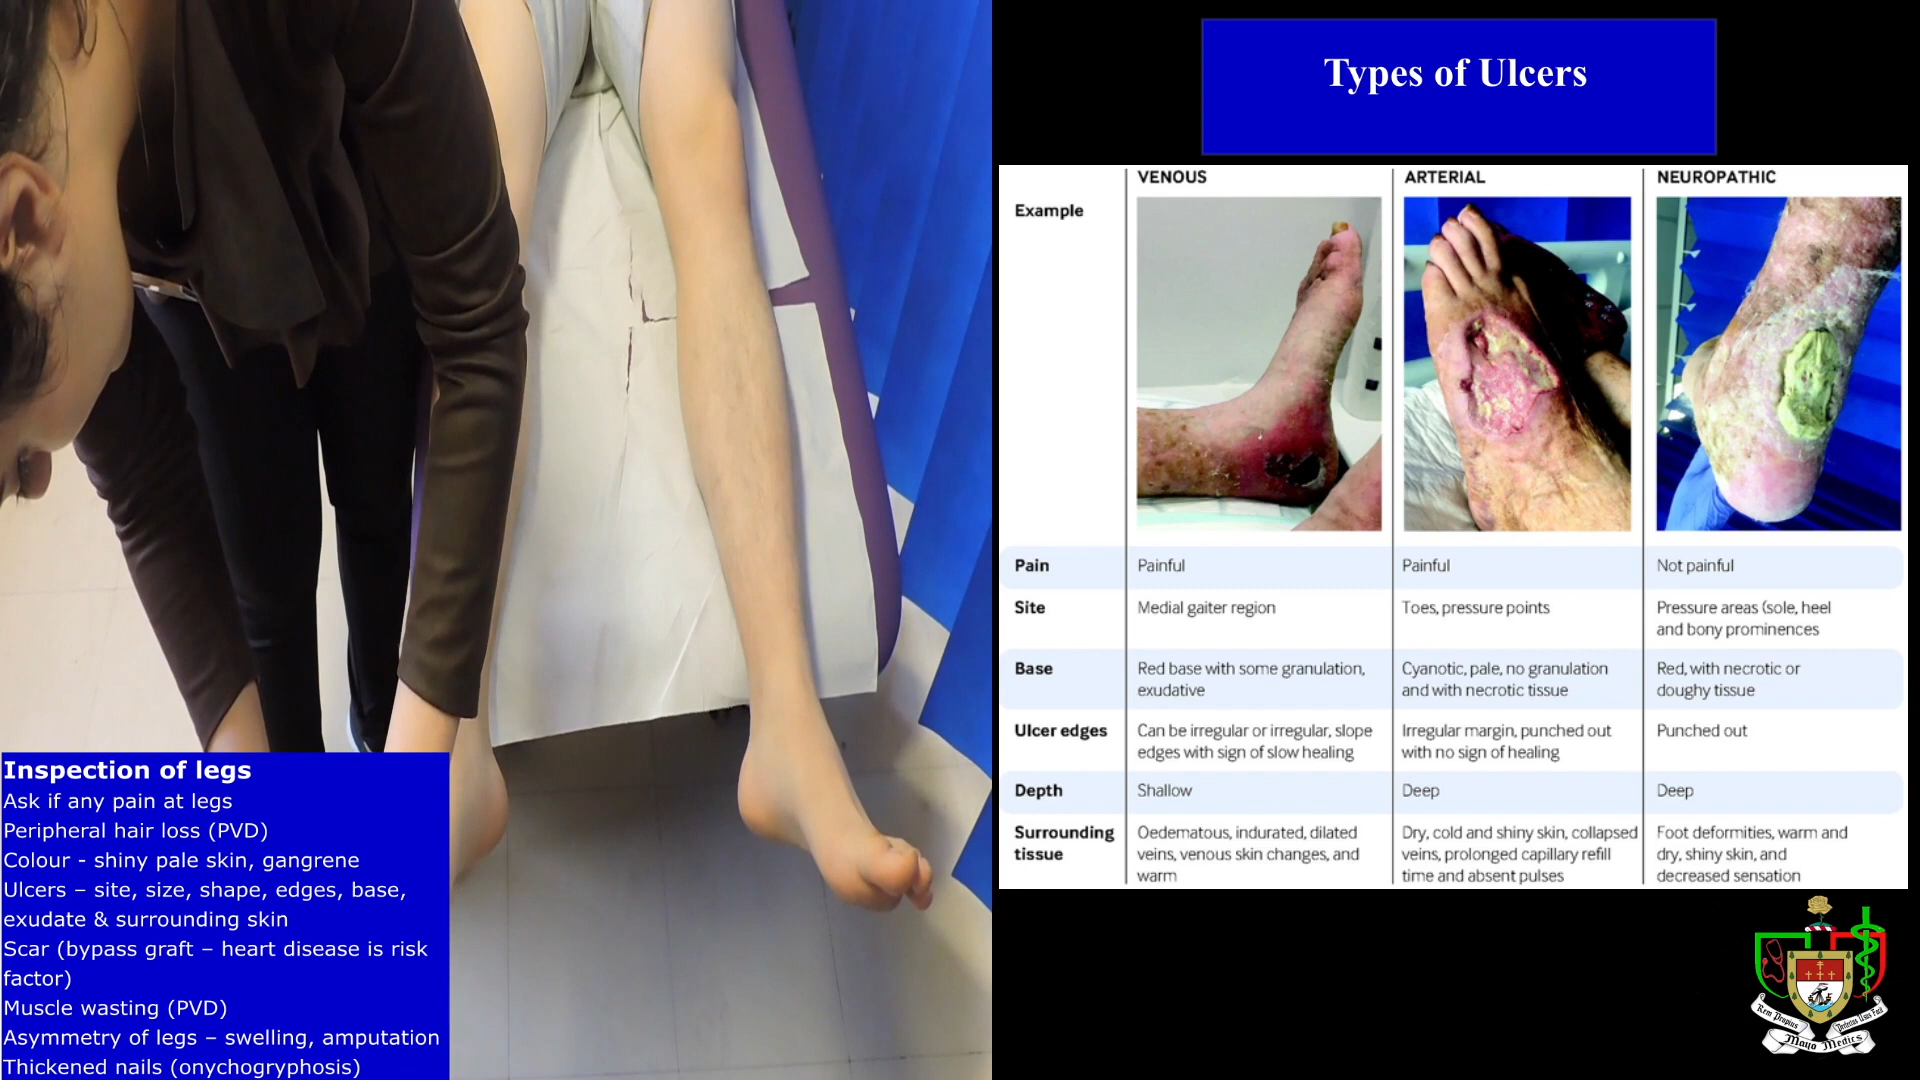 Types of Ulcers
VENOUS
ARTERIAL
NEUROPATHIC
Example
Pain
Painful
Painful
Not painful
Site
Medial gaiter region
Toes, pressure points
Pressure areas (sole, heel
and bony prominences
Base
Red base with some granulation,
exudative
Cyanotic, pale, no granulation
and with necrotic tissue
Red, with necrotic or
doughy tissue
Ulcer edges
Can be irregular or irregular, slope
edges with sign of slow healing
Irregular margin, punched out
with no sign of healing
Punched out
Depth
Shallow
Deep
Deep
Surrounding
tissue
Oedematous, indurated, dilated
veins, venous skin changes, and
warm
Dry, cold and shiny skin, collapsed
veins, prolonged capillary refill
time and absent pulses
Foot deformities, warm and
dry, shiny skin, and
decreased sensation
Inspection of legs
Ask if any pain at legs
Peripheral hair loss (PVD)
Colour - shiny pale skin, gangrene
Ulcers – site, size, shape, edges, base,
exudate & surrounding skin
Scar (bypass graft – heart disease is risk
factor)
Muscle wasting (PVD)
Asymmetry of legs – swelling, amputation
Thickened nails (onychogryphosis)
Mayo Medics